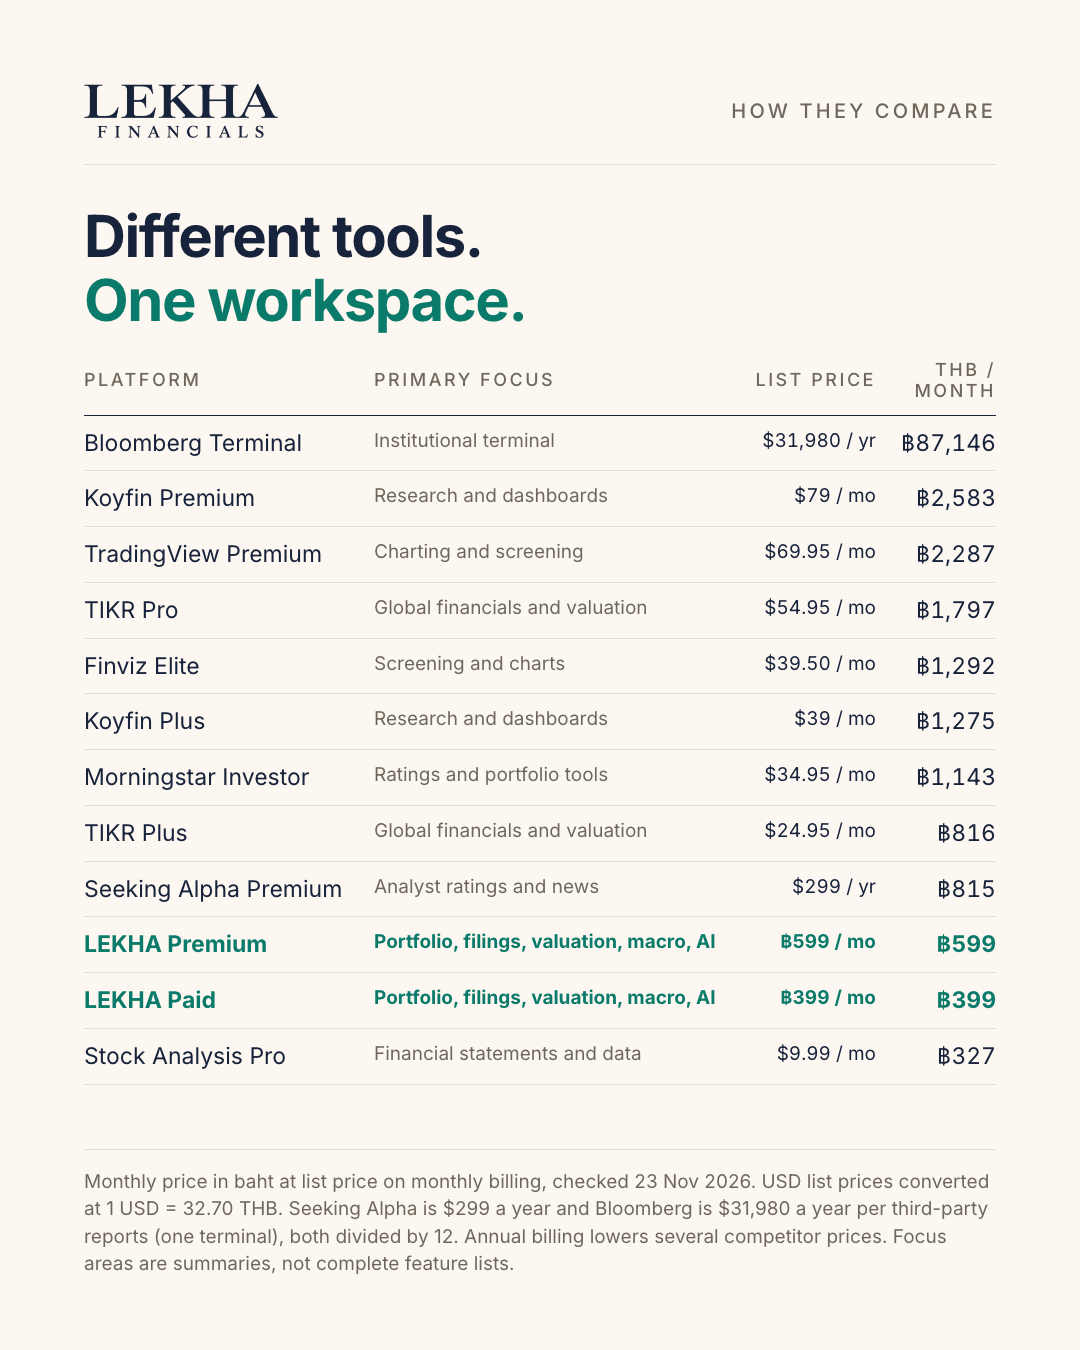 LEKHA
FINANCIALS
HOW THEY COMPARE
Different tools.
One workspace.
PLATFORM PRIMARY FOCUS LIST PRICE THB / MONTH
Bloomberg Terminal Institutional terminal $31,980 / yr ฿87,146
Koyfin Premium Research and dashboards $79 / mo ฿2,583
TradingView Premium Charting and screening $69.95 / mo ฿2,287
TIKR Pro Global financials and valuation $54.95 / mo ฿1,797
Finviz Elite Screening and charts $39.50 / mo ฿1,292
Koyfin Plus Research and dashboards $39 / mo ฿1,275
Morningstar Investor Ratings and portfolio tools $34.95 / mo ฿1,143
TIKR Plus Global financials and valuation $24.95 / mo ฿816
Seeking Alpha Premium Analyst ratings and news $299 / yr ฿815
LEKHA Premium Portfolio, filings, valuation, macro, AI ฿599 / mo ฿599
LEKHA Paid Portfolio, filings, valuation, macro, AI ฿399 / mo ฿399
Stock Analysis Pro Financial statements and data $9.99 / mo ฿327
Monthly price in baht at list price on monthly billing, checked 23 Nov 2026. USD list prices converted
at 1 USD = 32.70 THB. Seeking Alpha is $299 a year and Bloomberg is $31,980 a year per third-party
reports (one terminal), both divided by 12. Annual billing lowers several competitor prices. Focus
areas are summaries, not complete feature lists.